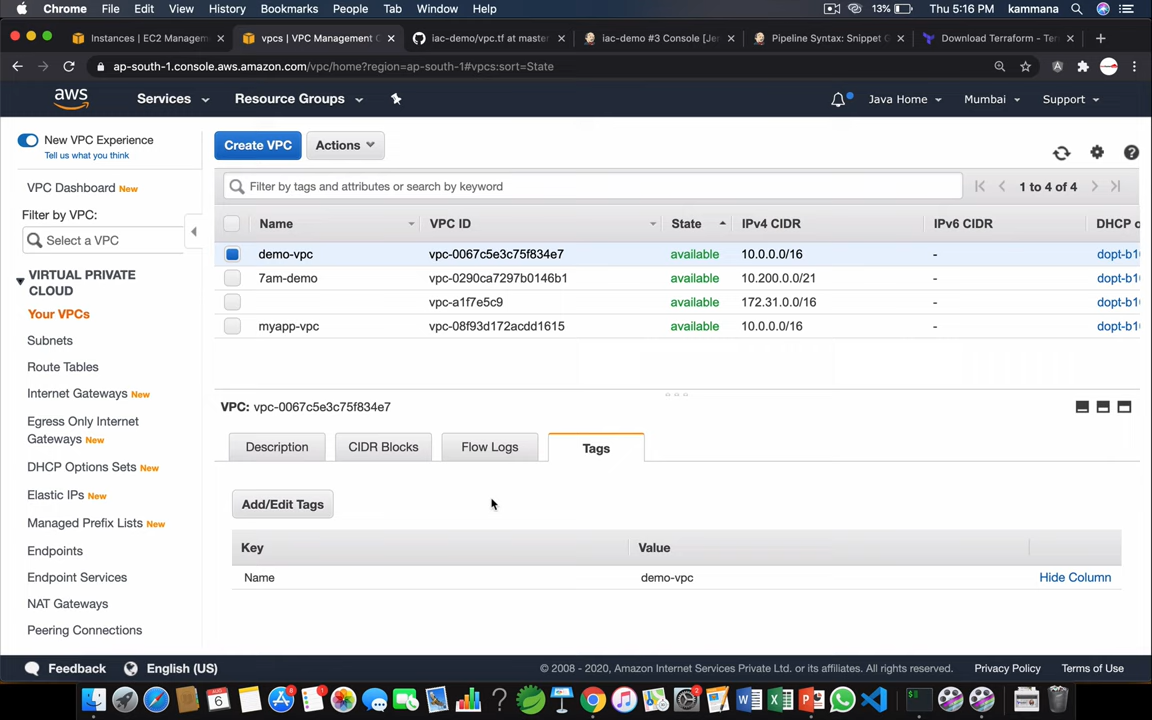 Chrome File Edit View History Bookmarks People Tab Window Help 13% Thu 5:16 PM kammana
Instances | EC2 Managem × vpcs | VPC Management C × iac-demo/vpc.tf at master × iac-demo #3 Console [Jen × Pipeline Syntax: Snippet G × Download Terraform - Terr × +
ap-south-1.console.aws.amazon.com/vpc/home?region=ap-south-1#vpcs:sort=State
aws Services Resource Groups Java Home Mumbai Support
New VPC Experience
Tell us what you think
Create VPC Actions
VPC Dashboard New
Filter by tags and attributes or search by keyword
1 to 4 of 4
Filter by VPC:
Select a VPC
Name VPC ID State IPv4 CIDR IPv6 CIDR DHCP o
demo-vpc vpc-0067c5e3c75f834e7 available 10.0.0.0/16 - dopt-b10
7am-demo vpc-0290ca7297b0146b1 available 10.200.0.0/21 - dopt-b10
vpc-a1f7e5c9 available 172.31.0.0/16 - dopt-b10
myapp-vpc vpc-08f93d172acdd1615 available 10.0.0.0/16 - dopt-b10
VIRTUAL PRIVATE
CLOUD
Your VPCs
Subnets
Route Tables
Internet Gateways New
Egress Only Internet
Gateways New
DHCP Options Sets New
Elastic IPs New
Managed Prefix Lists New
Endpoints
Endpoint Services
NAT Gateways
Peering Connections
VPC: vpc-0067c5e3c75f834e7
Description CIDR Blocks Flow Logs Tags
Add/Edit Tags
Key Value
Name demo-vpc Hide Column
Feedback English (US) © 2008 - 2020, Amazon Internet Services Private Ltd. or its affiliates. All rights reserved. Privacy Policy Terms of Use